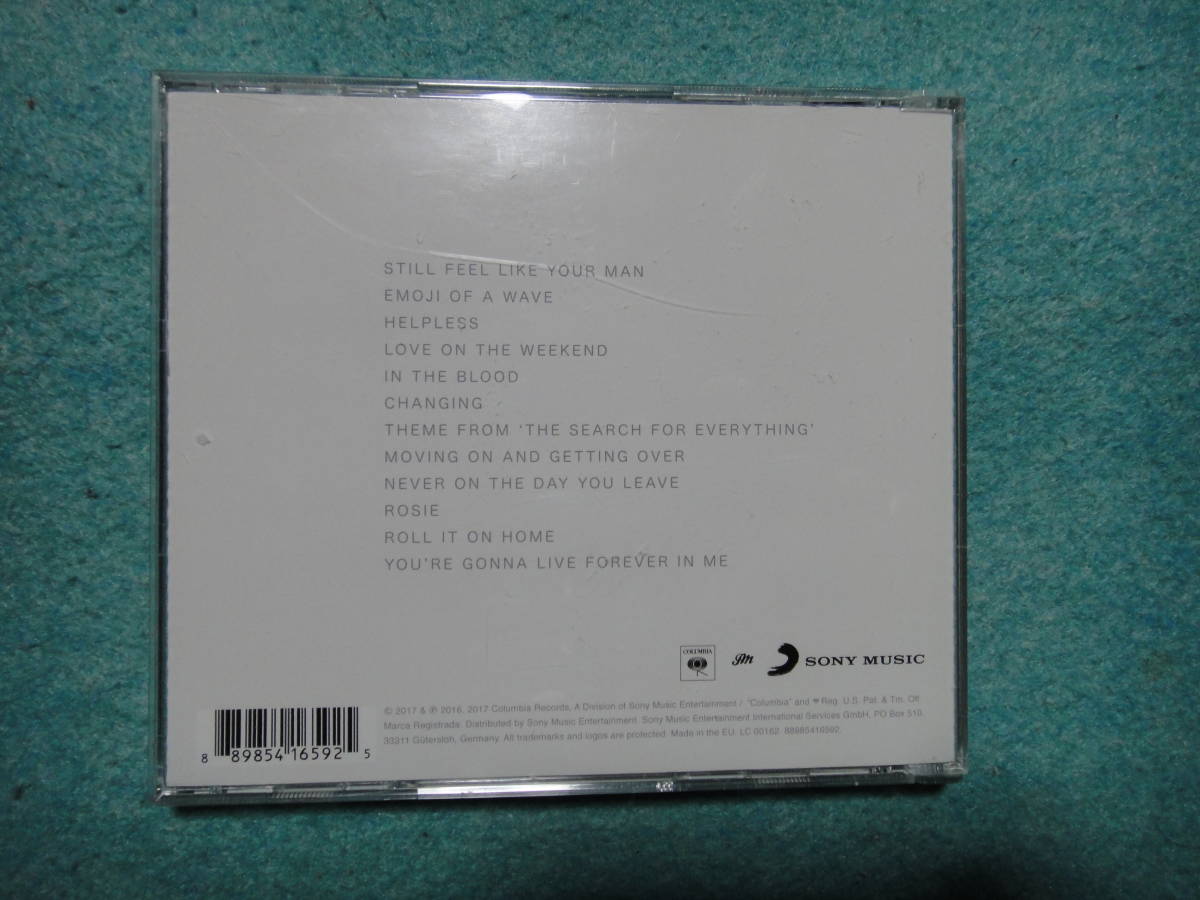 STILL FEEL LIKE YOUR MAN
EMOJI OF A WAVE
HELPLESS
LOVE ON THE WEEKEND
IN THE BLOOD
CHANGING
THEME FROM ‘THE SEARCH FOR EVERYTHING’
MOVING ON AND GETTING OVER
NEVER ON THE DAY YOU LEAVE
ROSIE
ROLL IT ON HOME
YOU'RE GONNA LIVE FOREVER IN ME
COLUMBIA
SONY MUSIC
© 2017 & ℗ 2016, 2017 Columbia Records, A Division of Sony Music Entertainment / "Columbia" and Reg. U.S. Pat. & Tm. Off.
Marca Registrada. Distributed by Sony Music Entertainment. Sony Music Entertainment International Services GmbH, PO Box 510,
33311 Gütersloh, Germany. All trademarks and logos are protected. Made in the EU. LC 00162. 88985416592.
8 89854 16592 5